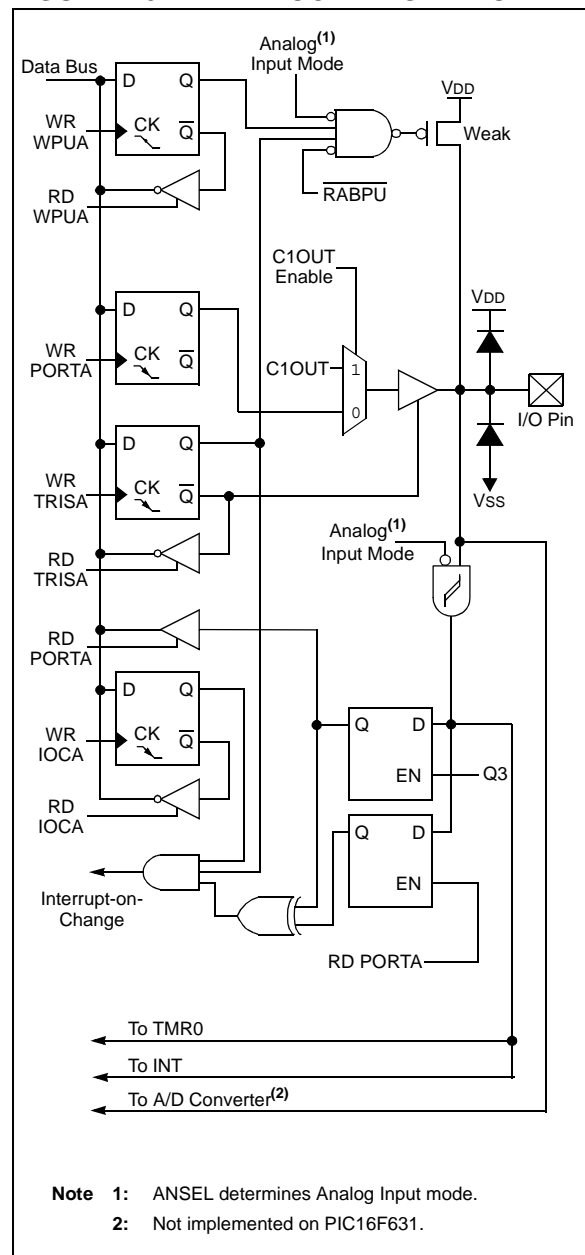 Analog(1)
Input Mode
Data Bus
D Q
VDD
WR
WPUA
CK Q
Weak
RD
WPUA
RABPU
C1OUT
Enable
D Q
VDD
WR
PORTA
CK Q
C1OUT
1
0
I/O Pin
D Q
WR
TRISA
CK Q
VSS
Analog(1)
Input Mode
RD
TRISA
RD
PORTA
D Q
Q D
WR
IOCA
CK Q
EN
Q3
RD
IOCA
Q D
EN
Interrupt-on-
Change
RD PORTA
To TMR0
To INT
To A/D Converter(2)
Note 1: ANSEL determines Analog Input mode.
2: Not implemented on PIC16F631.